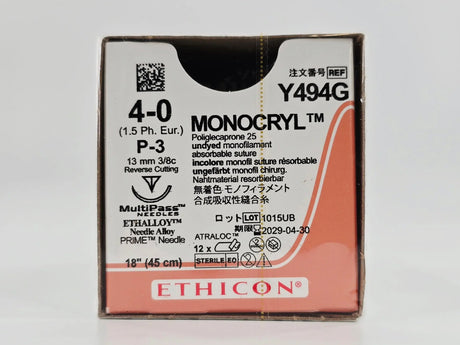 注文番号 REF
Y494G
4-0
(1.5 Ph. Eur.)
P-3
13 mm 3/8c
Reverse Cutting
MultiPass™
NEEDLES
ETHALLOY™
Needle Alloy
PRIME™ Needle
18" (45 cm)
MONOCRYL™
Poliglecaprone 25
undyed monofilament
absorbable suture
incolore monofil suture résorbable
ungefärbt monofil chirurg.
Nahtmaterial resorbierbar
無着色 モノフィラメント
合成吸収性縫合糸
ロット LOT 1015UB
期限 2029-04-30
ATRALOC™
12 x
STERILE EO
ETHICON®